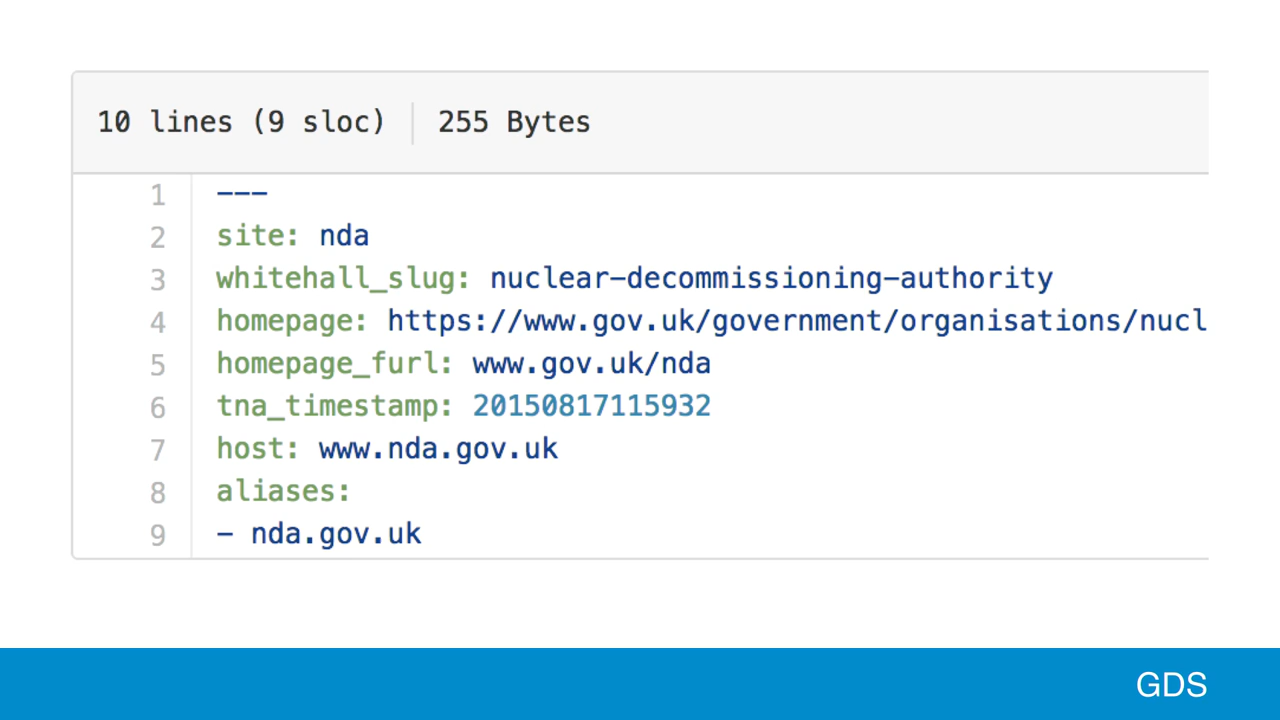 10 lines (9 sloc) 255 Bytes
1 ---
2 site: nda
3 whitehall_slug: nuclear-decommissioning-authority
4 homepage: https://www.gov.uk/government/organisations/nucl
5 homepage_furl: www.gov.uk/nda
6 tna_timestamp: 20150817115932
7 host: www.nda.gov.uk
8 aliases:
9 - nda.gov.uk
GDS